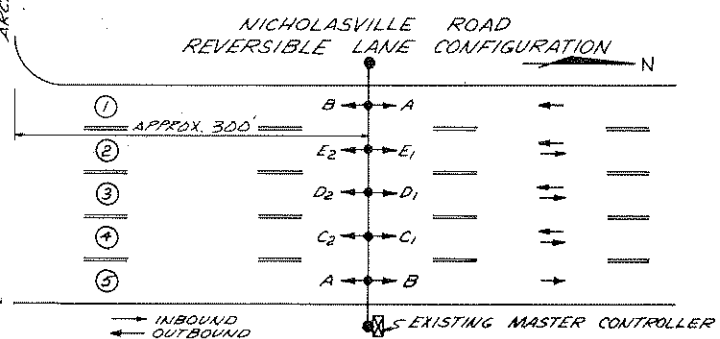 NICHOLASVILLE ROAD
REVERSIBLE LANE CONFIGURATION
N
1 B A
APPROX. 300'
2 E2 E1
3 D2 D1
4 C2 C1
5 A B
INBOUND
OUTBOUND
EXISTING MASTER CONTROLLER